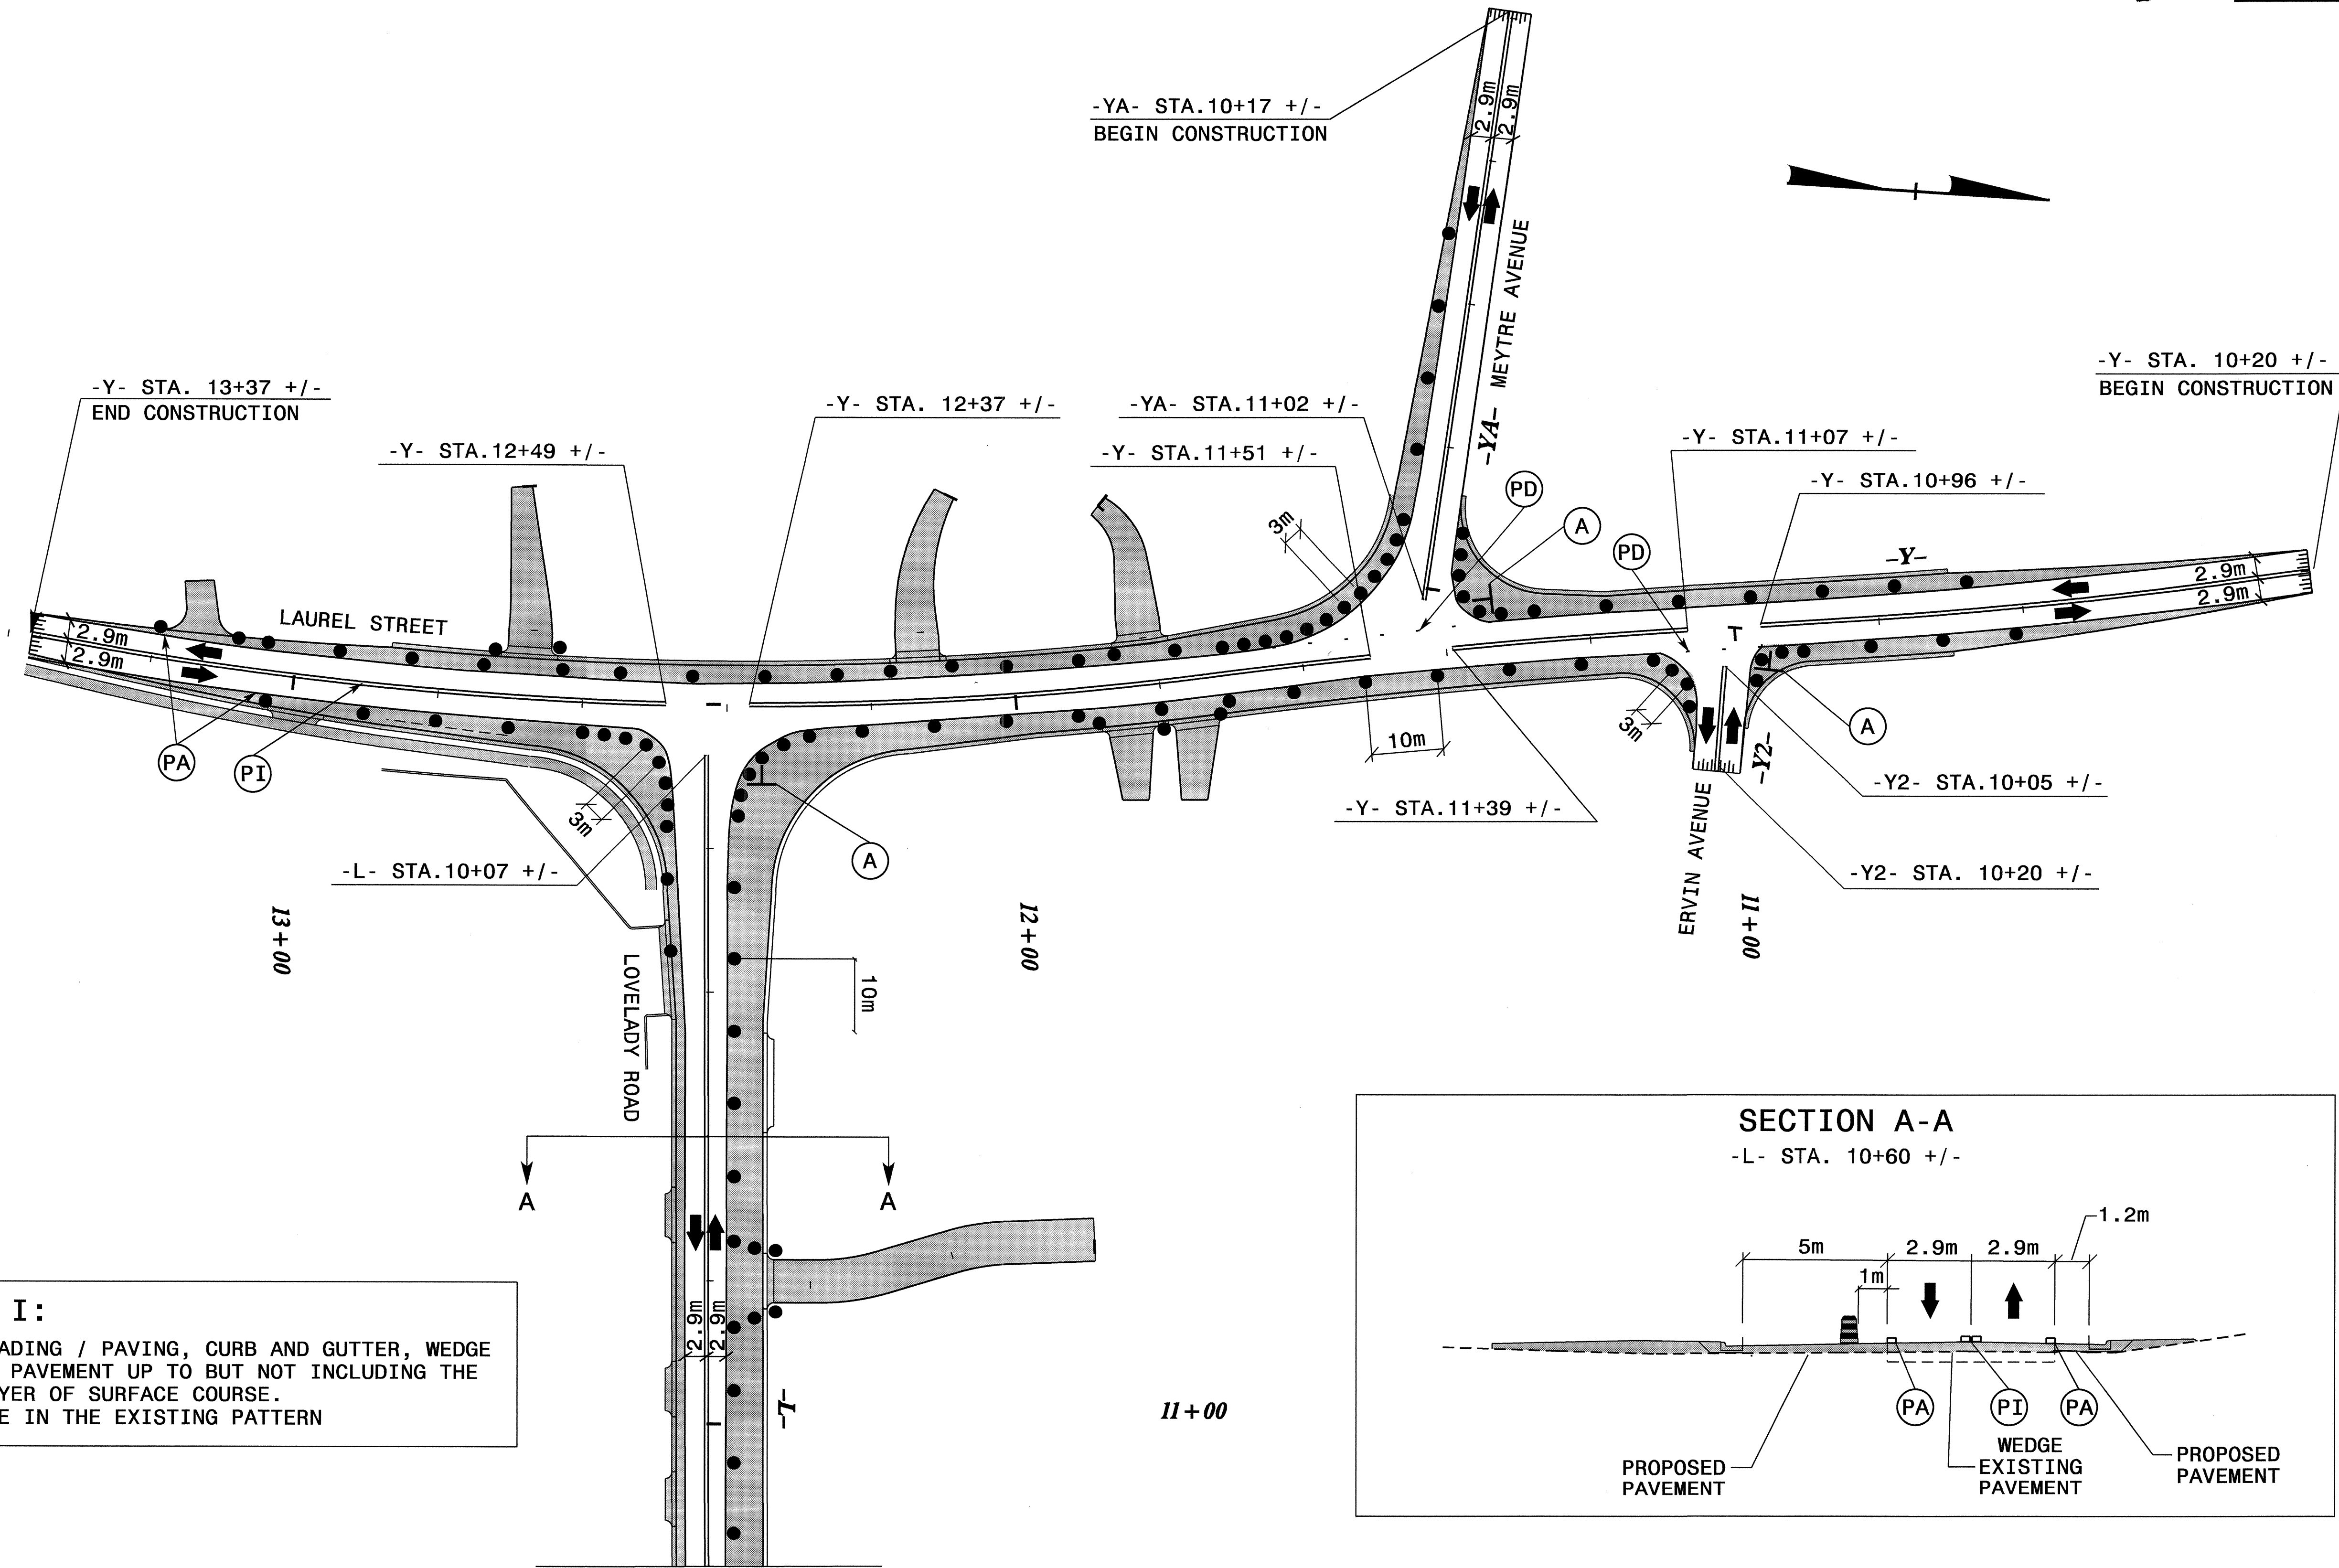 -YA- STA.10+17 +/-
BEGIN CONSTRUCTION
2.9m
2.9m
-YA- MEYTRE AVENUE
-Y- STA. 13+37 +/-
END CONSTRUCTION
-Y- STA.12+49 +/-
-Y- STA. 12+37 +/-
-YA- STA.11+02 +/-
-Y- STA.11+51 +/-
-Y- STA.11+07 +/-
-Y- STA.10+96 +/-
-Y- STA. 10+20 +/-
BEGIN CONSTRUCTION
3m
PD
A
PD
-Y-
2.9m
2.9m
LAUREL STREET
2.9m
2.9m
PA
PI
3m
-L- STA.10+07 +/-
A
10m
3m
-Y- STA.11+39 +/-
ERVIN AVENUE
-Y2-
A
-Y2- STA.10+05 +/-
-Y2- STA. 10+20 +/-
13+00
12+00
11+00
LOVELADY ROAD
10m
A
A
2.9m
2.9m
-L-
11+00
I:
ADING / PAVING, CURB AND GUTTER, WEDGE
PAVEMENT UP TO BUT NOT INCLUDING THE
YER OF SURFACE COURSE.
E IN THE EXISTING PATTERN
SECTION A-A
-L- STA. 10+60 +/-
1.2m
5m
2.9m
2.9m
1m
PA
PI
PA
PROPOSED
PAVEMENT
WEDGE
EXISTING
PAVEMENT
PROPOSED
PAVEMENT